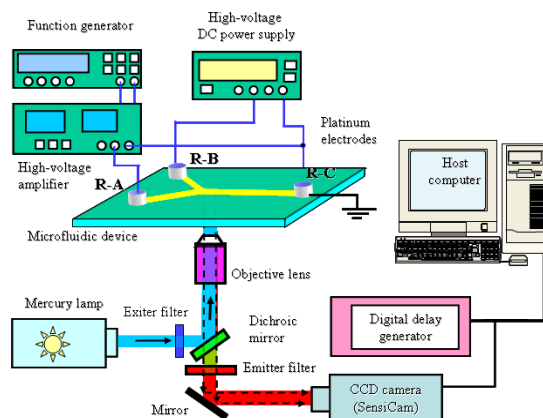 Function generator
High-voltage
DC power supply
High-voltage
amplifier
Platinum
electrodes
R-B
R-A
R-C
Host
computer
Microfluidic device
Objective lens
Mercury lamp
Exiter filter
Dichroic
mirror
Digital delay
generator
Emitter filter
CCD camera
(SensiCam)
Mirror